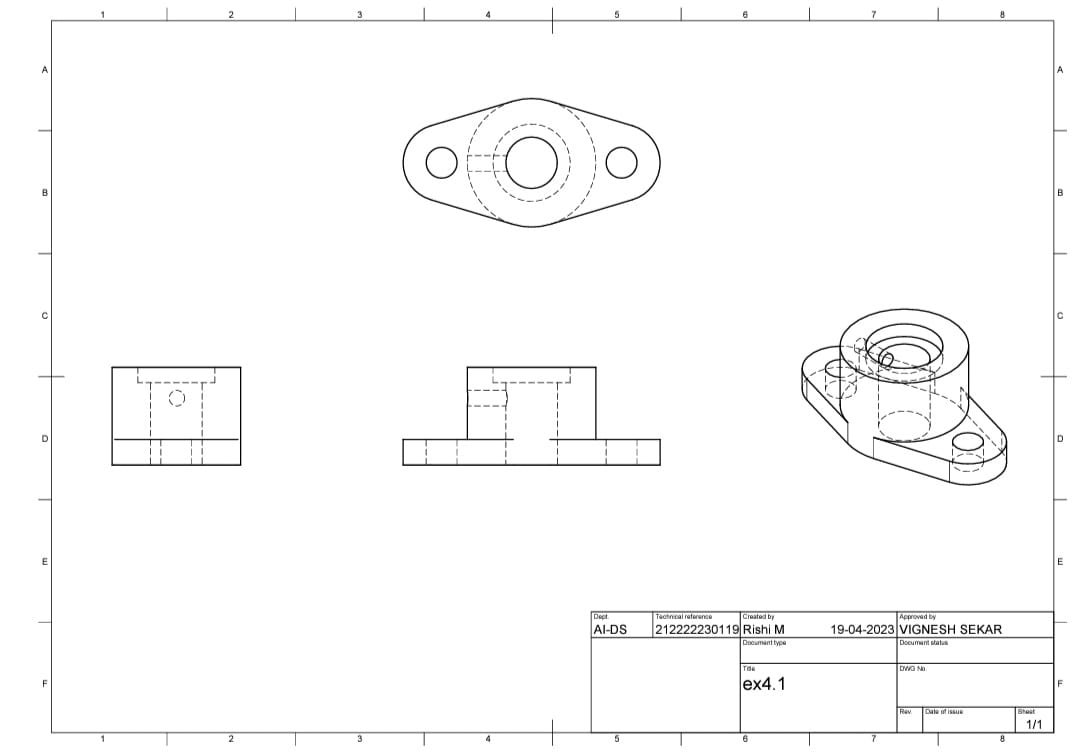 1 2 3 4 5 6 7 8
A A
B B
C C
D D
E E
F F
Dept. Technical reference Created by Approved by
AI-DS 212222230119 Rishi M 19-04-2023 VIGNESH SEKAR
Document type Document status
Title DWG No.
ex4.1
Rev. Date of issue Sheet
1/1
1 2 3 4 5 6 7 8